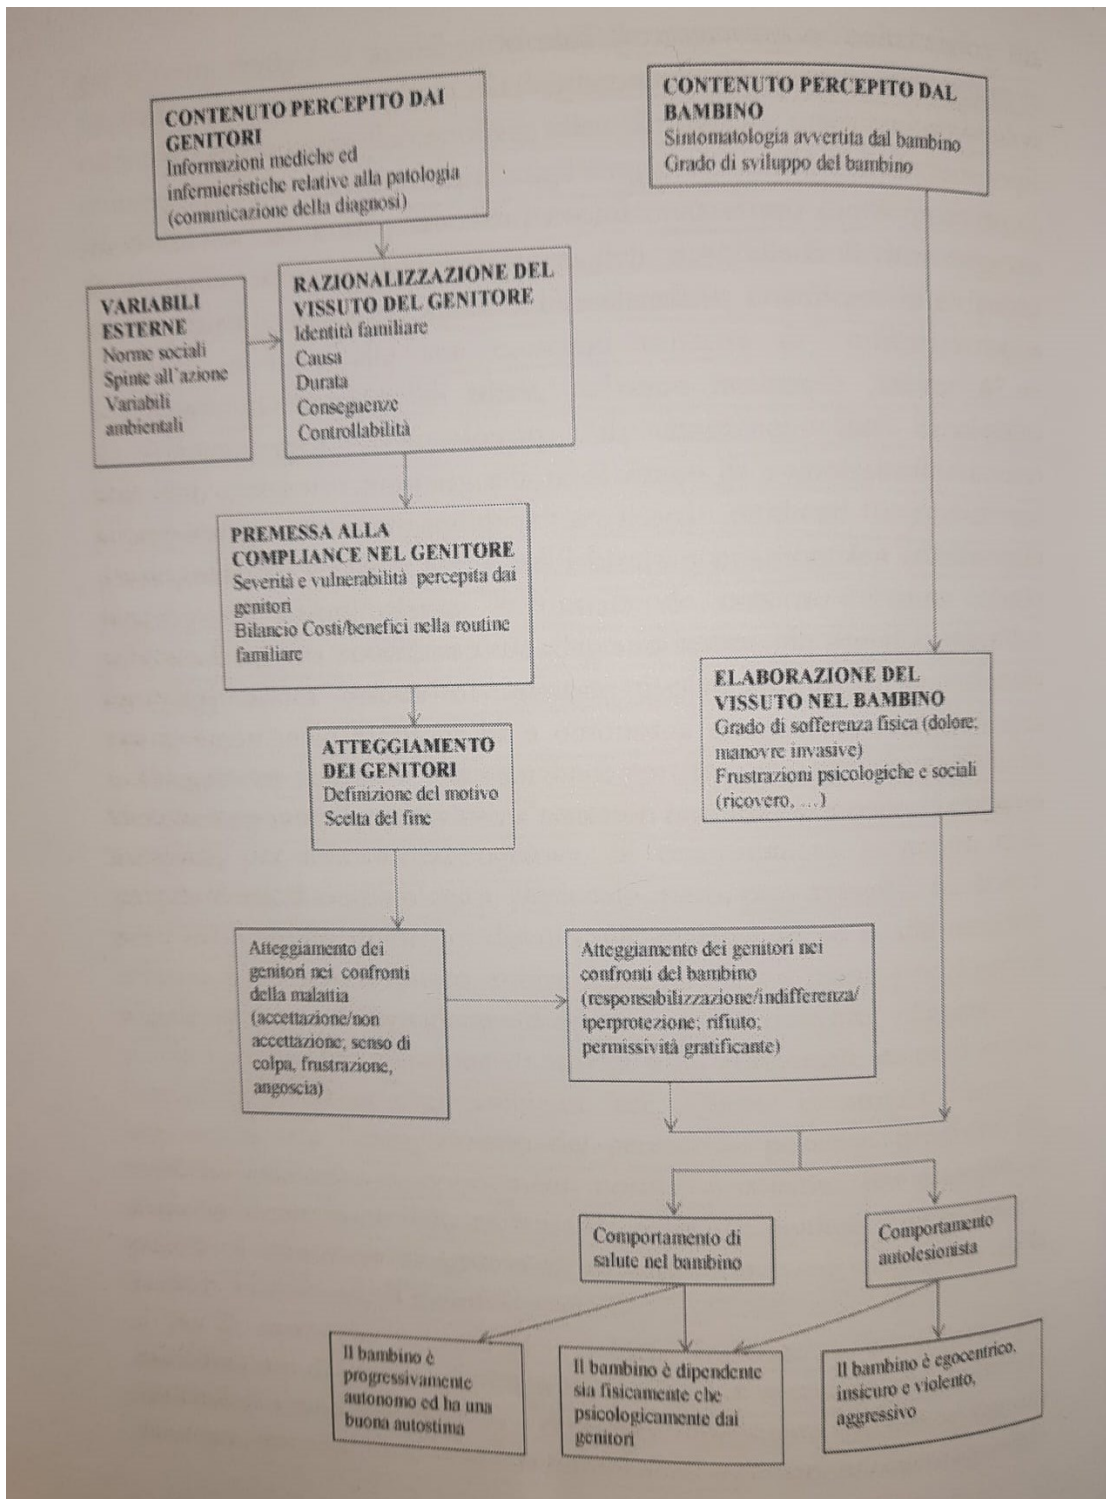 CONTENUTO PERCEPITO DAI
GENITORI
Informazioni mediche ed
infermieristiche relative alla patologia
(comunicazione della diagnosi)
CONTENUTO PERCEPITO DAL
BAMBINO
Sintomatologia avvertita dal bambino
Grado di sviluppo del bambino
VARIABILI
ESTERNE
Norme sociali
Spinte all'azione
Variabili
ambientali
RAZIONALIZZAZIONE DEL
VISSUTO DEL GENITORE
Identità familiare
Causa
Durata
Conseguenze
Controllabilità
PREMESSA ALLA
COMPLIANCE NEL GENITORE
Severità e vulnerabilità percepita dai
genitori
Bilancio Costi/benefici nella routine
familiare
ELABORAZIONE DEL
VISSUTO NEL BAMBINO
Grado di sofferenza fisica (dolore;
manovre invasive)
Frustrazioni psicologiche e sociali
(ricovero, ...)
ATTEGGIAMENTO
DEI GENITORI
Definizione del motivo
Scelta del fine
Atteggiamento dei
genitori nei confronti
della malattia
(accettazione/non
accettazione; senso di
colpa, frustrazione,
angoscia)
Atteggiamento dei genitori nei
confronti del bambino
(responsabilizzazione/indifferenza/
iperprotezione; rifiuto;
permissività gratificante)
Comportamento di
salute nel bambino
Comportamento
autolesionista
Il bambino è
progressivamente
autonomo ed ha una
buona autostima
Il bambino è dipendente
sia fisicamente che
psicologicamente dai
genitori
Il bambino è egocentrico,
insicuro e violento,
aggressivo